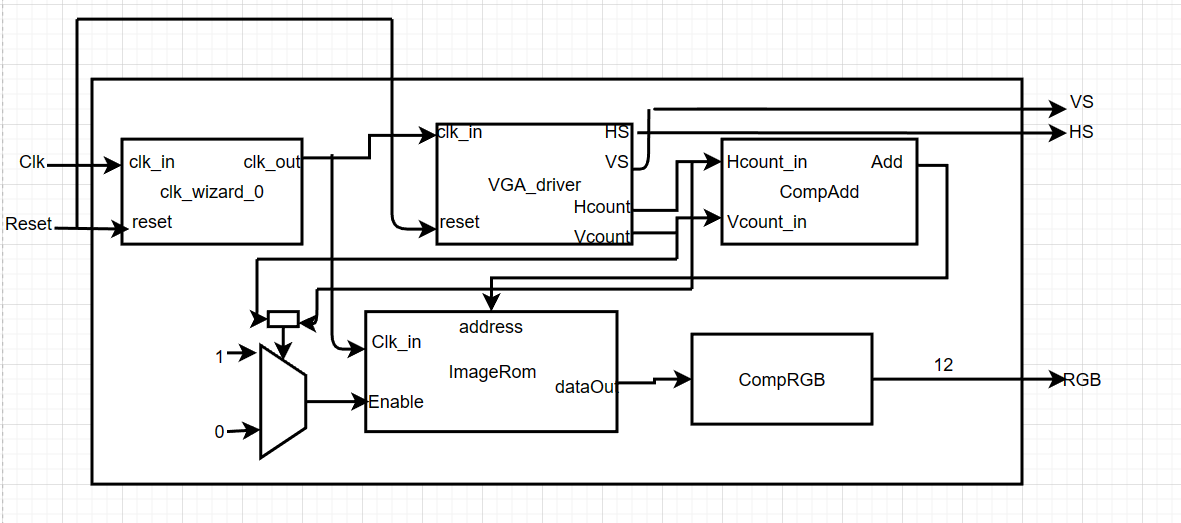 VS
HS
Clk
clk_in
clk_out
clk_wizard_0
Reset
reset
clk_in
HS
VS
VGA_driver
Hcount
reset
Vcount
Hcount_in
Add
CompAdd
Vcount_in
1
0
address
Clk_in
ImageRom
dataOut
Enable
CompRGB
12
RGB